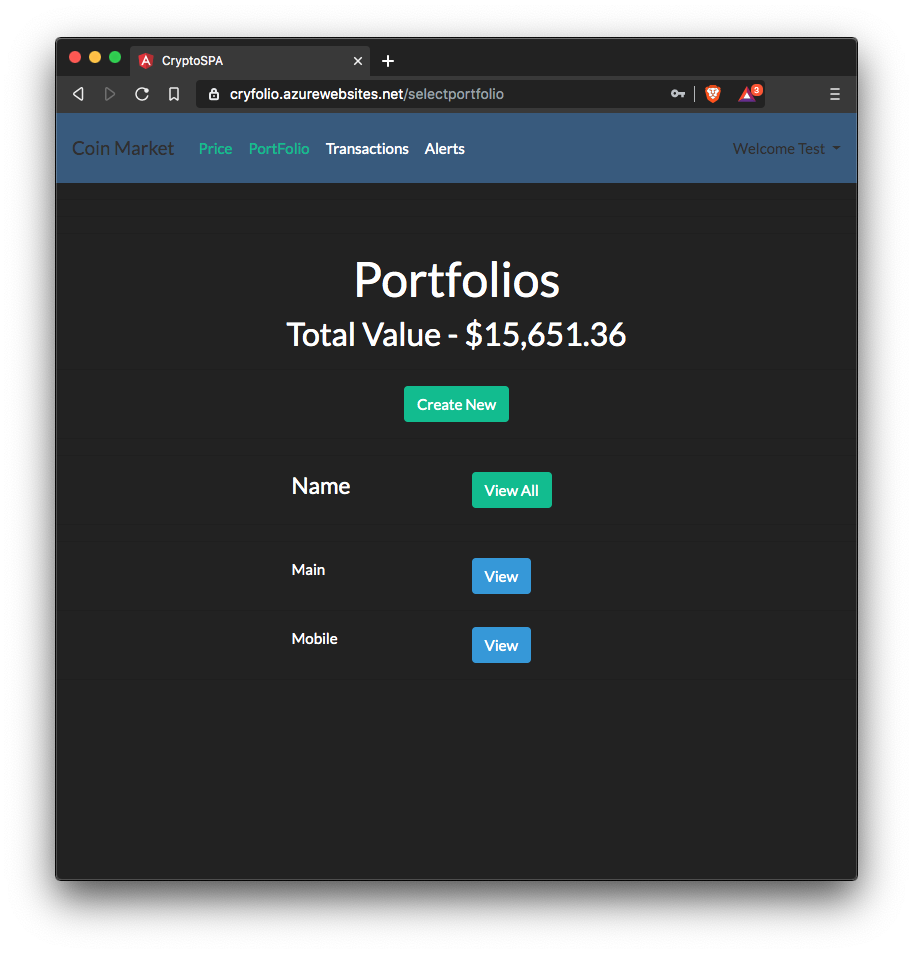 CryptoSPA
cryfolio.azurewebsites.net/selectportfolio
3
Coin Market Price PortFolio Transactions Alerts Welcome Test
Portfolios
Total Value - $15,651.36
Create New
Name View All
Main View
Mobile View